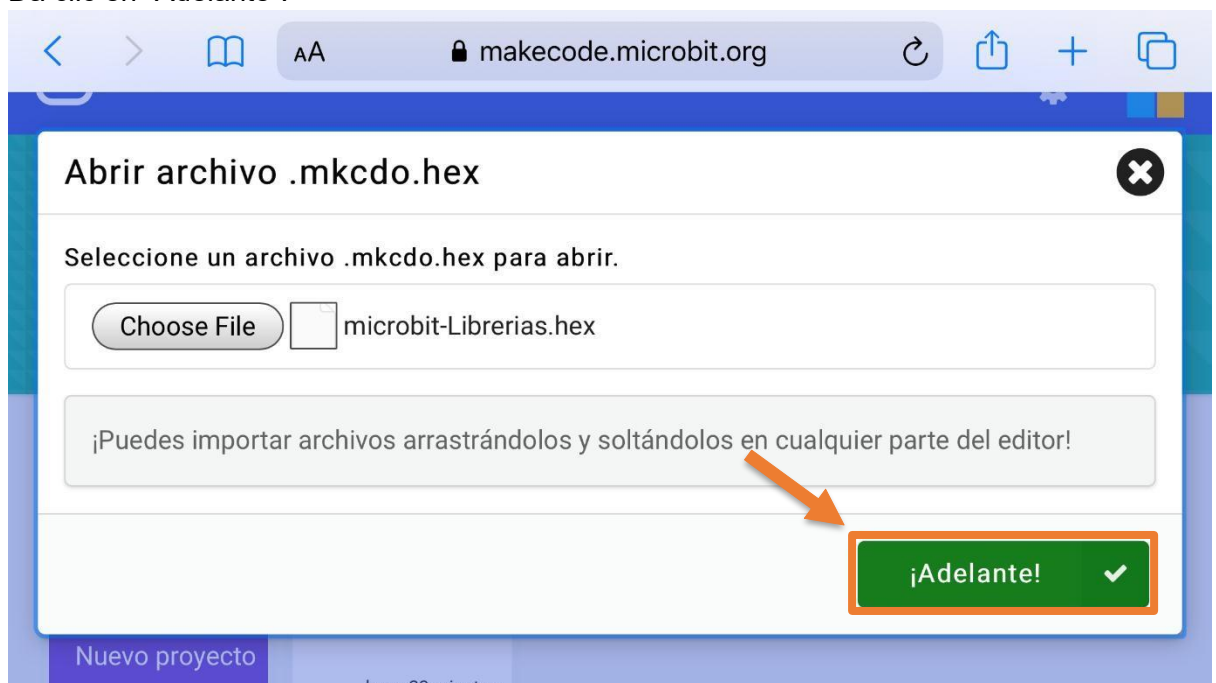 AA makecode.microbit.org
Abrir archivo .mkcdo.hex
Seleccione un archivo .mkcdo.hex para abrir.
Choose File microbit-Librerias.hex
¡Puedes importar archivos arrastrándolos y soltándolos en cualquier parte del editor!
¡Adelante!
Nuevo proyecto